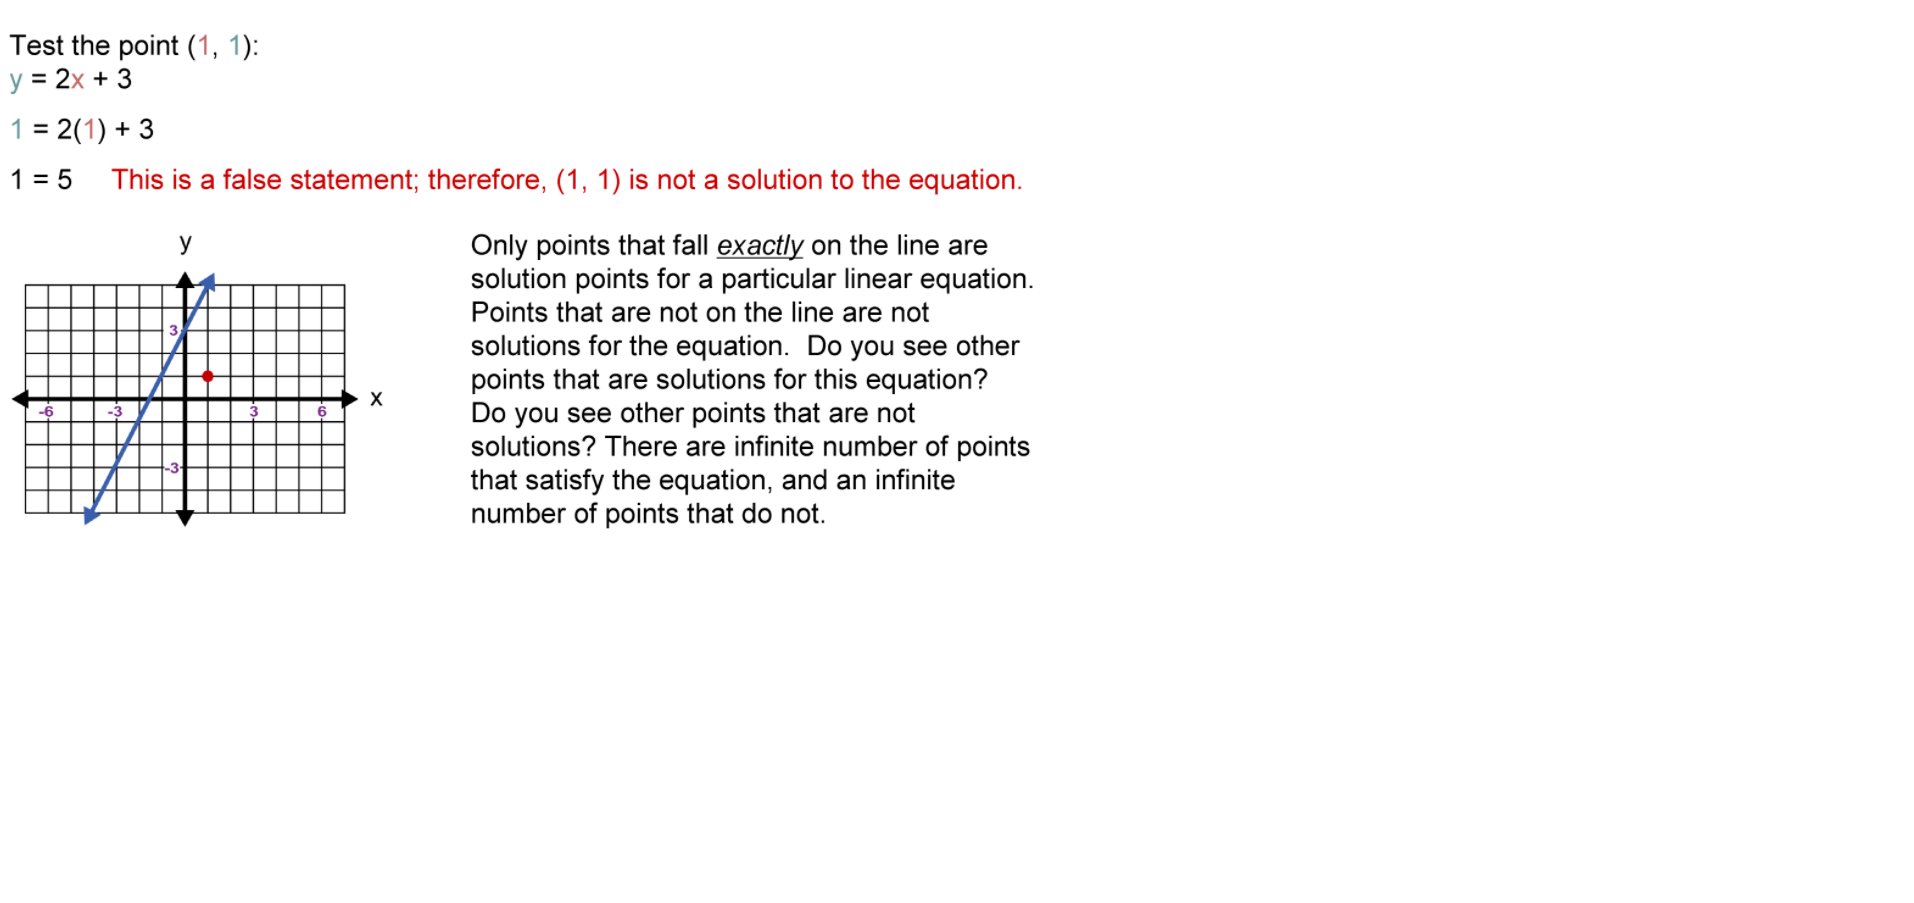 Test the point (1, 1):
y = 2x + 3
1 = 2(1) + 3
1 = 5 This is a false statement; therefore, (1, 1) is not a solution to the equation.
y
3
-6 -3 3 6 x
-3
Only points that fall exactly on the line are
solution points for a particular linear equation.
Points that are not on the line are not
solutions for the equation. Do you see other
points that are solutions for this equation?
Do you see other points that are not
solutions? There are infinite number of points
that satisfy the equation, and an infinite
number of points that do not.